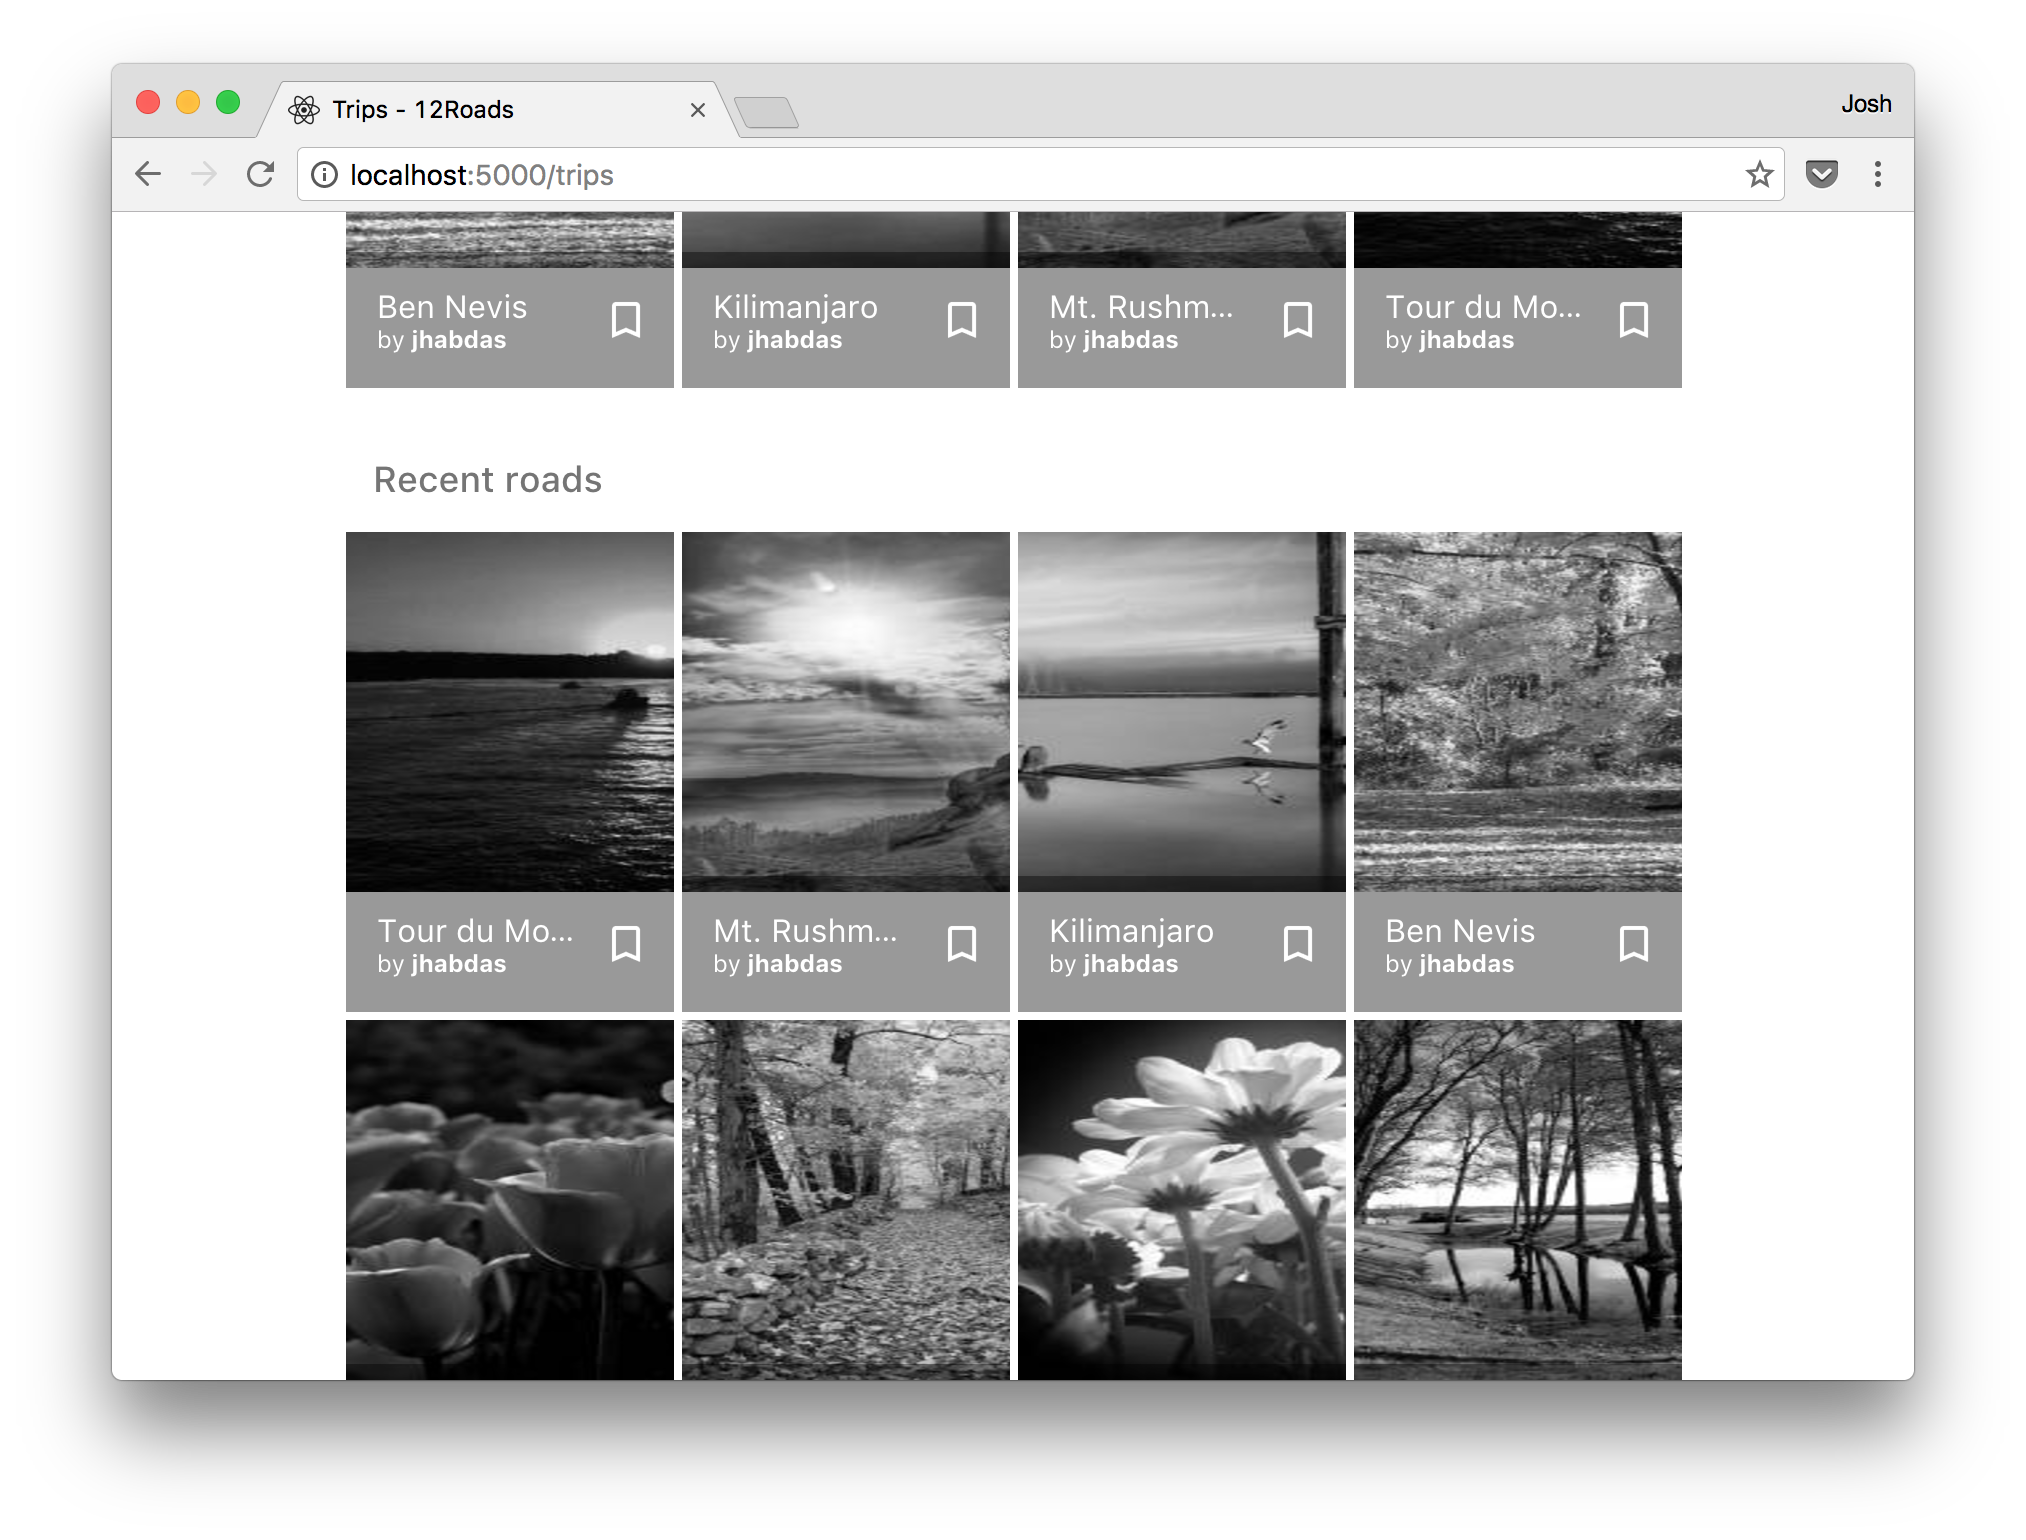 Trips - 12Roads
Josh
localhost:5000/trips
Ben Nevis
by jhabdas
Kilimanjaro
by jhabdas
Mt. Rushm...
by jhabdas
Tour du Mo...
by jhabdas
Recent roads
Tour du Mo...
by jhabdas
Mt. Rushm...
by jhabdas
Kilimanjaro
by jhabdas
Ben Nevis
by jhabdas